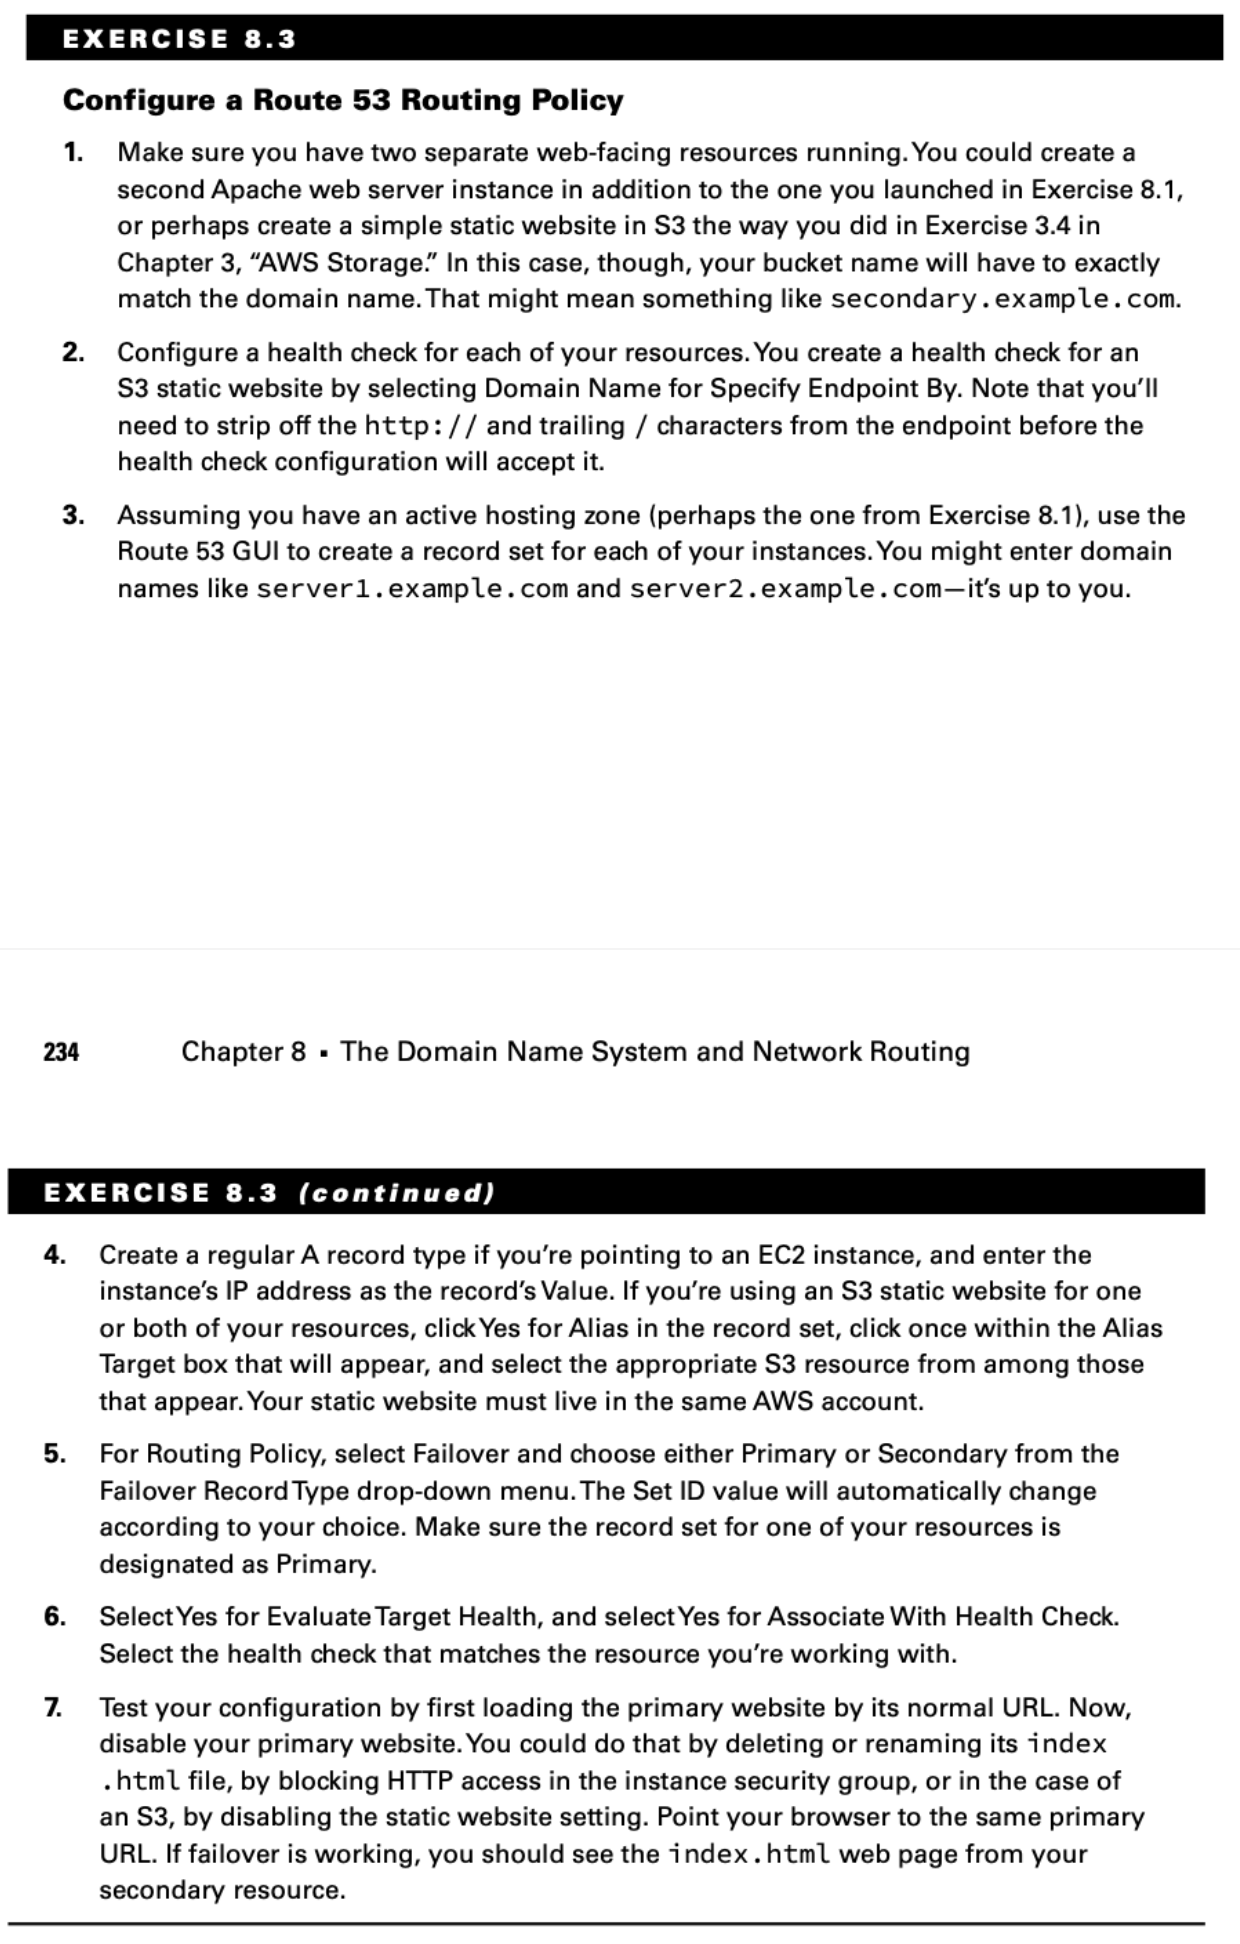 EXERCISE 8.3
Configure a Route 53 Routing Policy
1. Make sure you have two separate web-facing resources running. You could create a
second Apache web server instance in addition to the one you launched in Exercise 8.1,
or perhaps create a simple static website in S3 the way you did in Exercise 3.4 in
Chapter 3, “AWS Storage.” In this case, though, your bucket name will have to exactly
match the domain name. That might mean something like secondary.example.com.
2. Configure a health check for each of your resources. You create a health check for an
S3 static website by selecting Domain Name for Specify Endpoint By. Note that you’ll
need to strip off the http:// and trailing / characters from the endpoint before the
health check configuration will accept it.
3. Assuming you have an active hosting zone (perhaps the one from Exercise 8.1), use the
Route 53 GUI to create a record set for each of your instances. You might enter domain
names like server1.example.com and server2.example.com—it’s up to you.
234 Chapter 8 ▪ The Domain Name System and Network Routing
EXERCISE 8.3 (continued)
4. Create a regular A record type if you’re pointing to an EC2 instance, and enter the
instance’s IP address as the record’s Value. If you’re using an S3 static website for one
or both of your resources, click Yes for Alias in the record set, click once within the Alias
Target box that will appear, and select the appropriate S3 resource from among those
that appear. Your static website must live in the same AWS account.
5. For Routing Policy, select Failover and choose either Primary or Secondary from the
Failover Record Type drop-down menu. The Set ID value will automatically change
according to your choice. Make sure the record set for one of your resources is
designated as Primary.
6. Select Yes for Evaluate Target Health, and select Yes for Associate With Health Check.
Select the health check that matches the resource you’re working with.
7. Test your configuration by first loading the primary website by its normal URL. Now,
disable your primary website. You could do that by deleting or renaming its index
.html file, by blocking HTTP access in the instance security group, or in the case of
an S3, by disabling the static website setting. Point your browser to the same primary
URL. If failover is working, you should see the index.html web page from your
secondary resource.